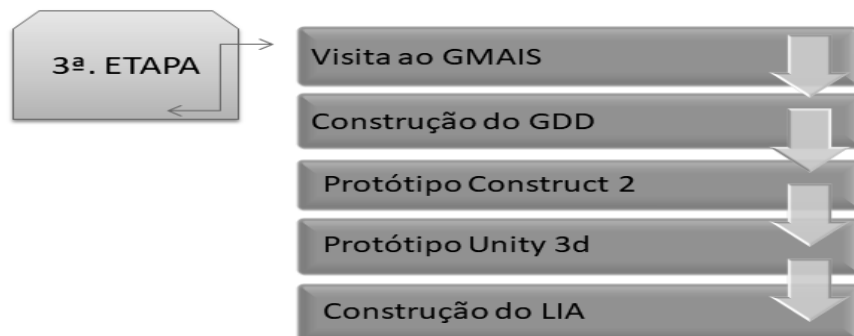 3ª. ETAPA
Visita ao GMAIS
Construção do GDD
Protótipo Construct 2
Protótipo Unity 3d
Construção do LIA